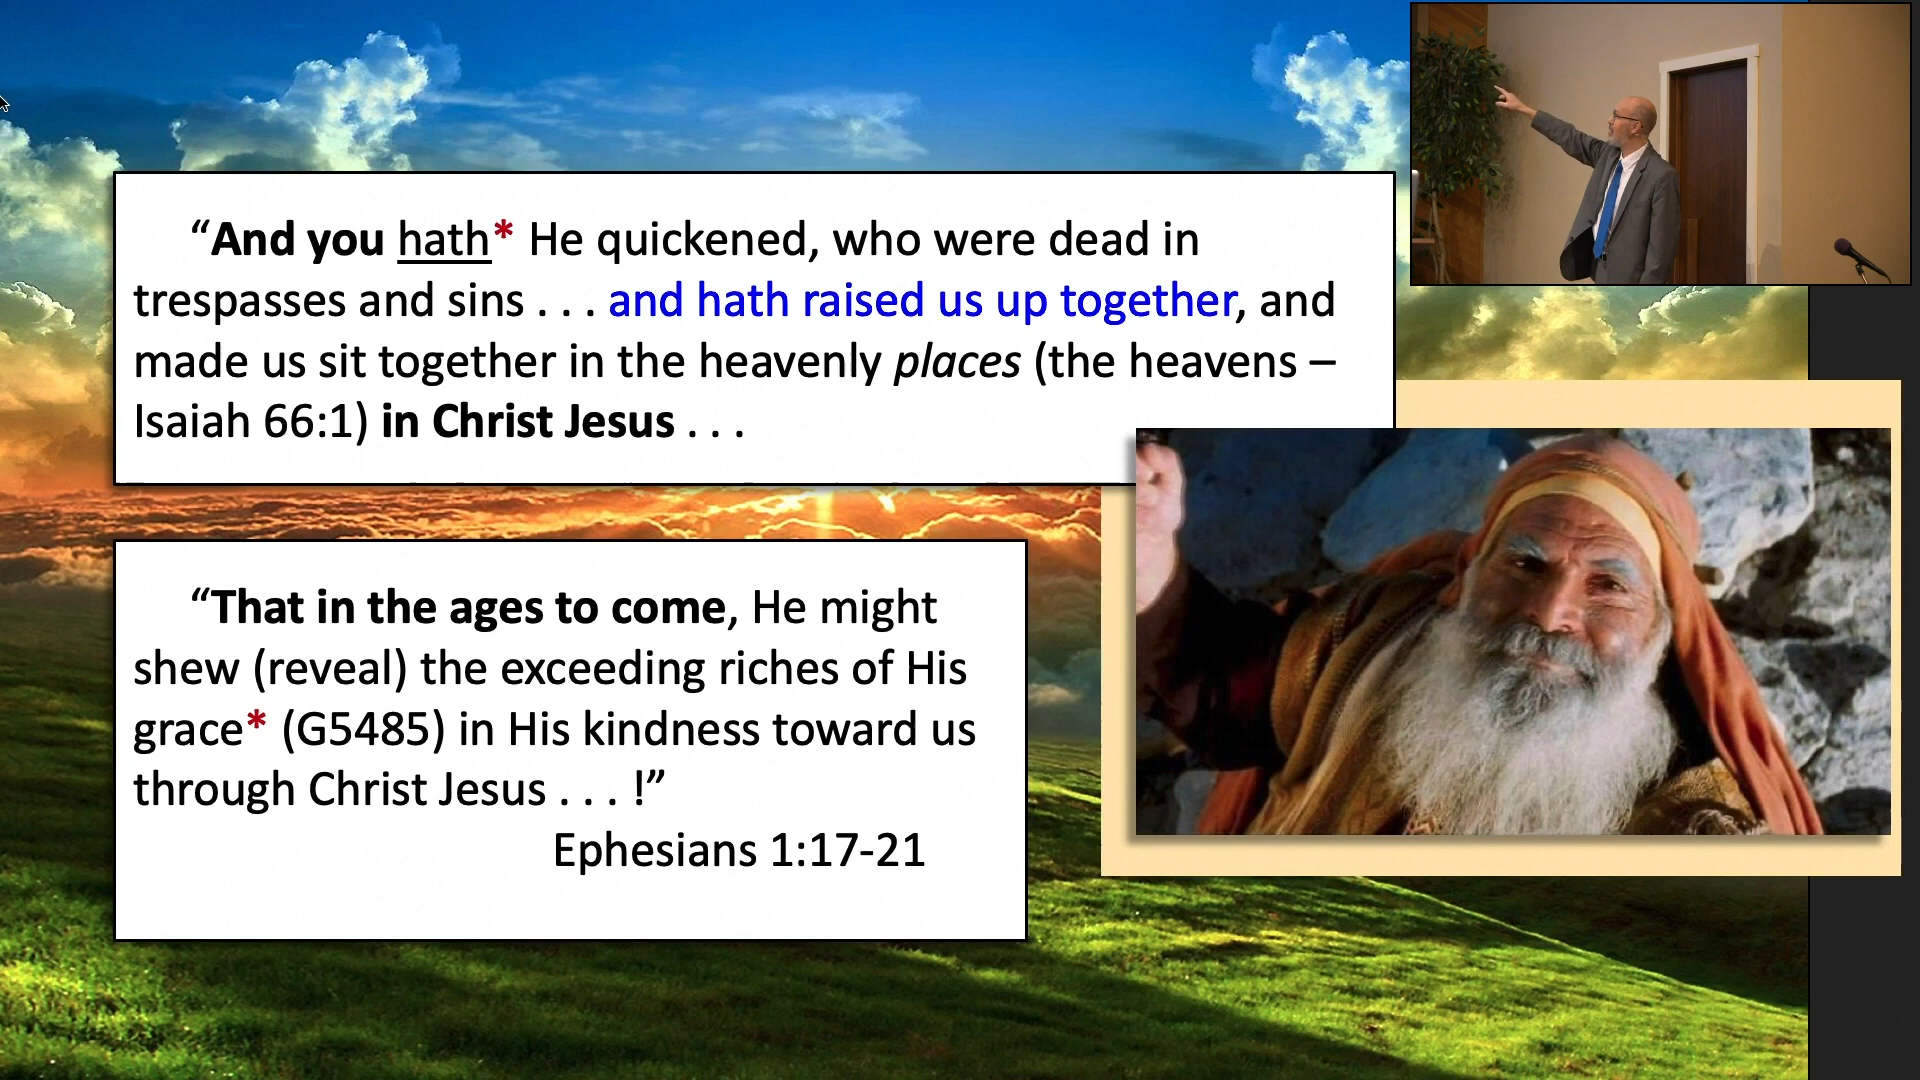 “And you hath* He quickened, who were dead in
trespasses and sins . . . and hath raised us up together, and
made us sit together in the heavenly places (the heavens –
Isaiah 66:1) in Christ Jesus . . .
“That in the ages to come, He might
shew (reveal) the exceeding riches of His
grace* (G5485) in His kindness toward us
through Christ Jesus . . . !”
Ephesians 1:17-21